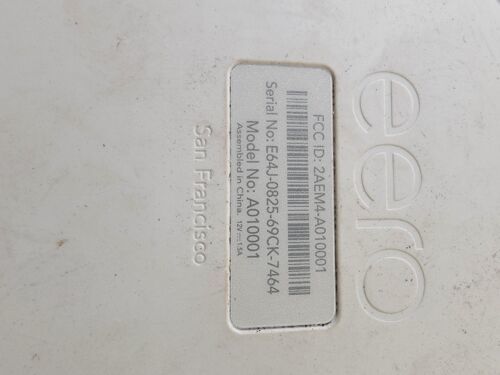 eero
FCC ID: 2AEM4-A010001
Serial No: E64J-0825-69CK-7464
Model No: A010001
Assembled in China. 12V⎓1.5A
San Francisco